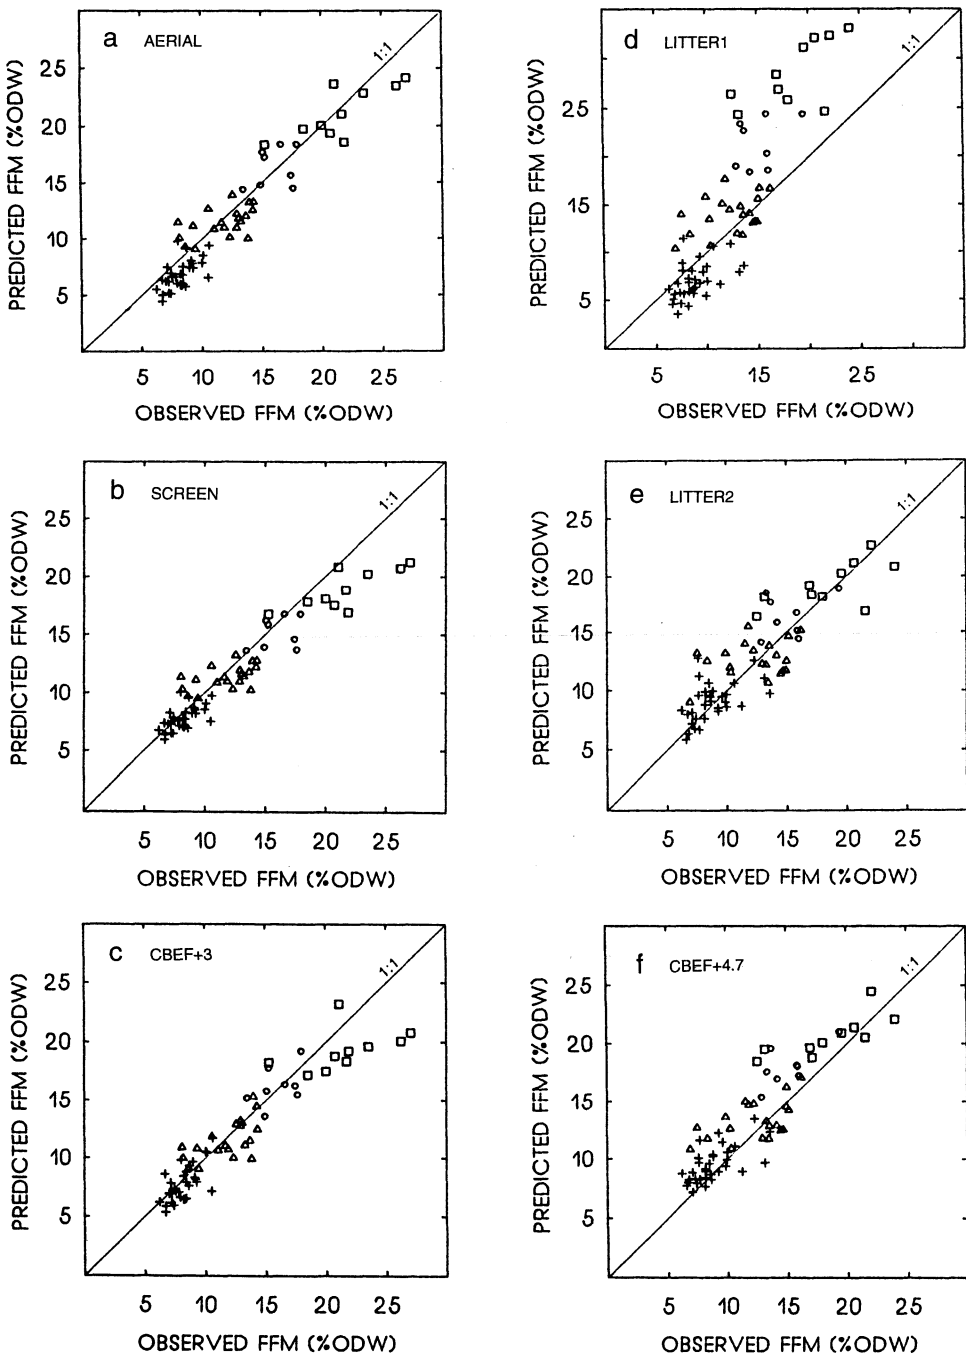 a AERIAL
1:1
PREDICTED FFM (%ODW)
25
20
15
10
5
5 10 15 20 25
OBSERVED FFM (%ODW)
d LITTER1
1:1
PREDICTED FFM (%ODW)
25
15
5
5 15 25
OBSERVED FFM (%ODW)
b SCREEN
1:1
PREDICTED FFM (%ODW)
25
20
15
10
5
5 10 15 20 25
OBSERVED FFM (%ODW)
e LITTER2
1:1
PREDICTED FFM (%ODW)
25
20
15
10
5
5 10 15 20 25
OBSERVED FFM (%ODW)
c CBEF+3
1:1
PREDICTED FFM (%ODW)
25
20
15
10
5
5 10 15 20 25
OBSERVED FFM (%ODW)
f CBEF+4.7
1:1
PREDICTED FFM (%ODW)
25
20
15
10
5
5 10 15 20 25
OBSERVED FFM (%ODW)